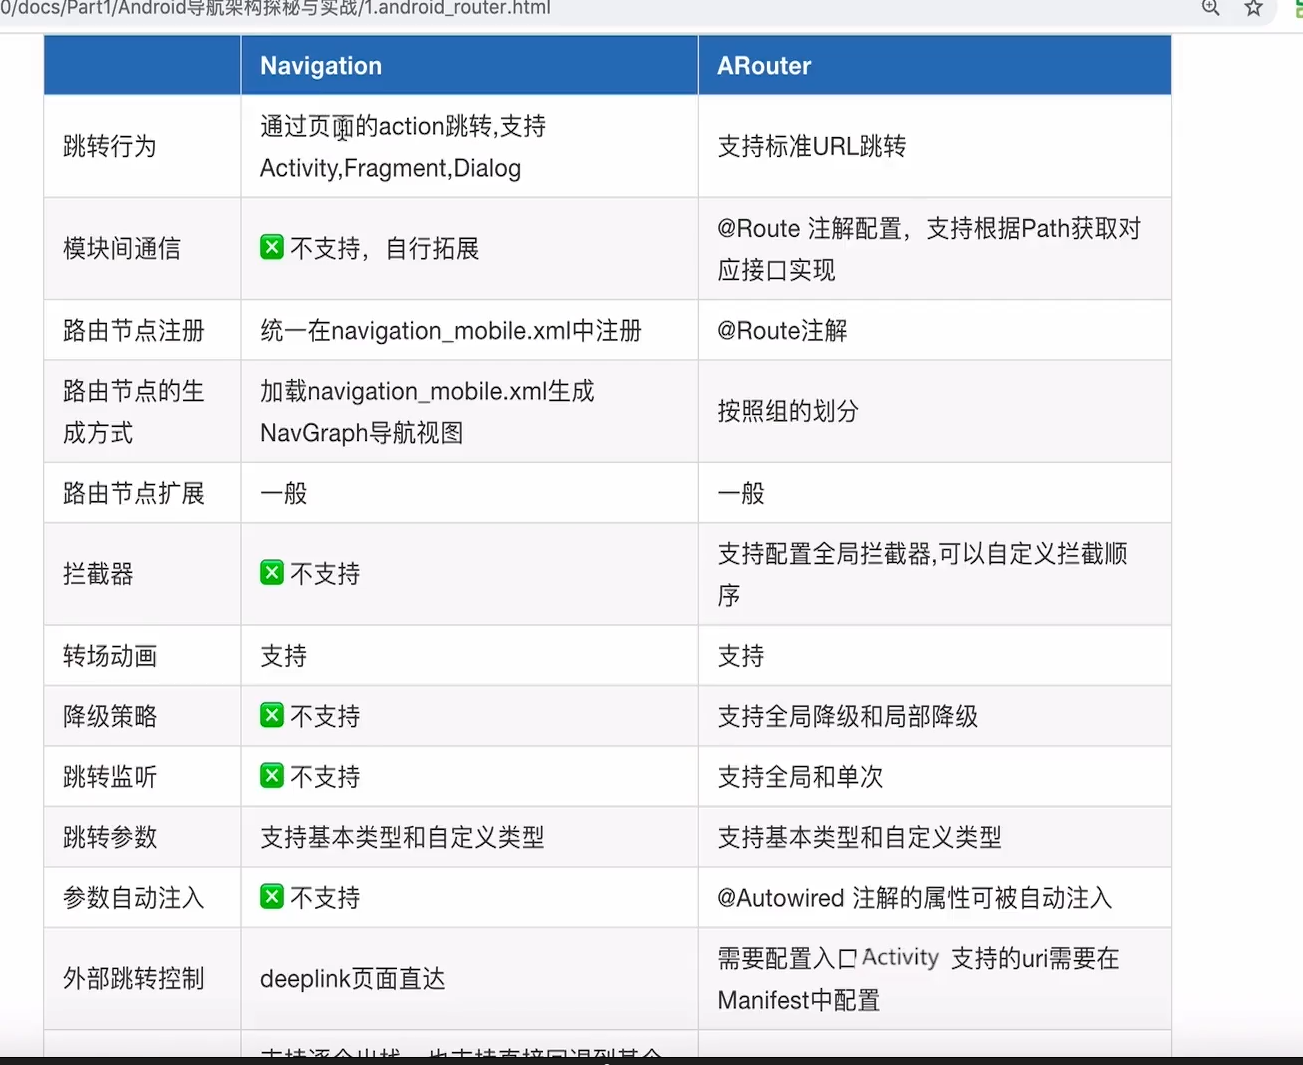 0/docs/Part1/Android导航架构探秘与实战/1.android_router.html
Navigation
ARouter
跳转行为
通过页面的action跳转,支持
Activity,Fragment,Dialog
支持标准URL跳转
模块间通信
不支持，自行拓展
@Route 注解配置，支持根据Path获取对
应接口实现
路由节点注册
统一在navigation_mobile.xml中注册
@Route注解
路由节点的生
成方式
加载navigation_mobile.xml生成
NavGraph导航视图
按照组的划分
路由节点扩展
一般
一般
拦截器
不支持
支持配置全局拦截器,可以自定义拦截顺
序
转场动画
支持
支持
降级策略
不支持
支持全局降级和局部降级
跳转监听
不支持
支持全局和单次
跳转参数
支持基本类型和自定义类型
支持基本类型和自定义类型
参数自动注入
不支持
@Autowired 注解的属性可被自动注入
外部跳转控制
deeplink页面直达
需要配置入口Activity 支持的uri需要在
Manifest中配置